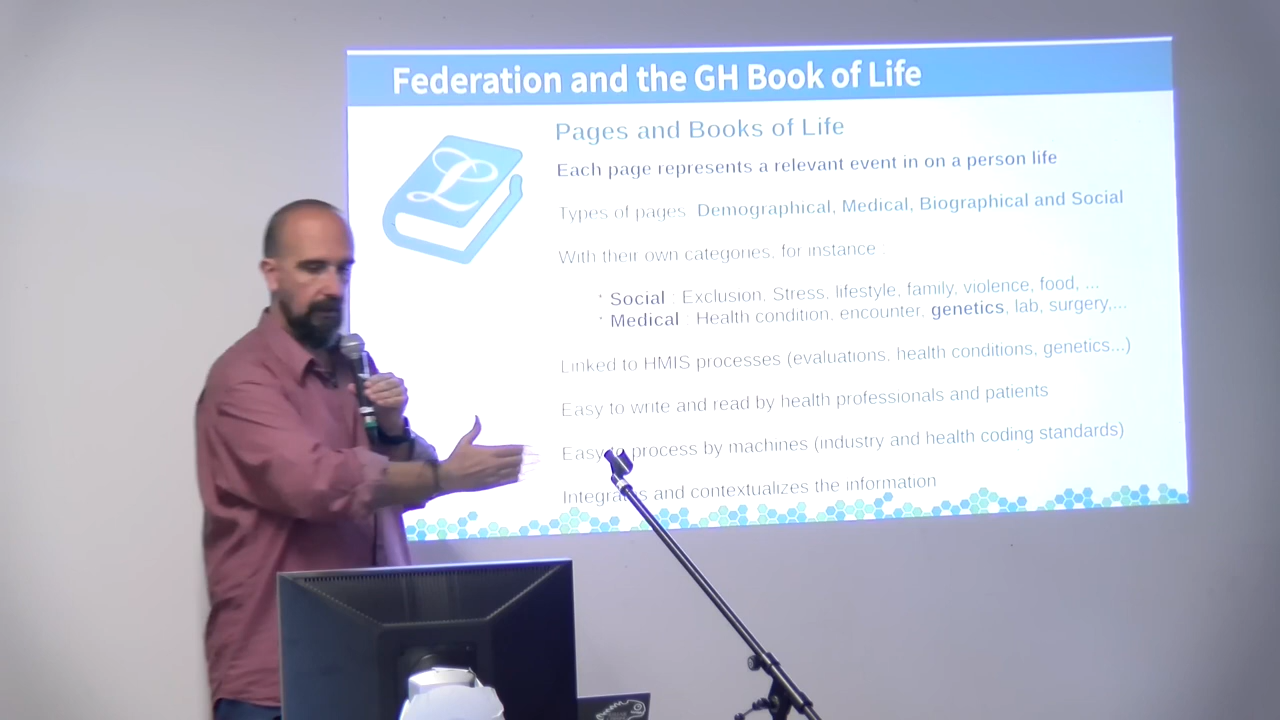 Federation and the GH Book of Life
Pages and Books of Life
Each page represents a relevant event in on a person life
Types of pages Demographical, Medical, Biographical and Social
With their own categories, for instance :
· Social : Exclusion, Stress, lifestyle, family, violence, food, ...
· Medical : Health condition, encounter, genetics, lab, surgery,...
Linked to HMIS processes (evaluations, health conditions, genetics...)
Easy to write and read by health professionals and patients
Easy to process by machines (industry and health coding standards)
Integrates and contextualizes the information